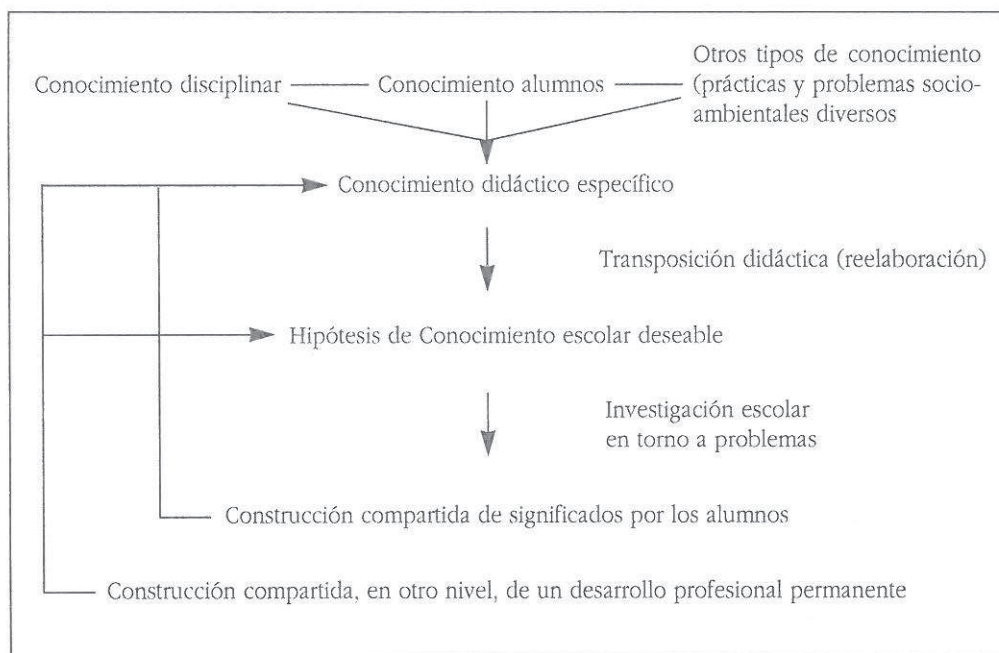 Otros tipos de conocimiento
Conocimiento disciplinar
Conocimiento alumnos
(prácticas y problemas socio-
ambientales diversos
Conocimiento didáctico específico
Transposición didáctica (reelaboración)
Hipótesis de Conocimiento escolar deseable
Investigación escolar
en torno a problemas
Construcción compartida de significados por los alumnos
Construcción compartida, en otro nivel, de un desarrollo profesional permanente